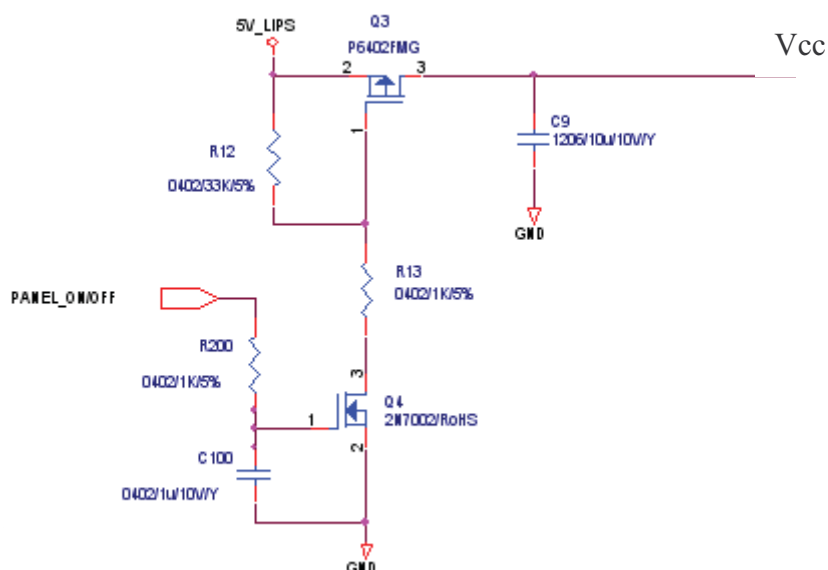 5V_LIPS
Q3
P6402FMG
Vcc
2
3
1
C9
1206/10u/10V/Y
GND
R12
0402/33K/5%
R13
0402/1K/5%
PANEL_ON/OFF
R200
0402/1K/5%
3
Q4
2N7002/RoHS
1
2
C100
0402/1u/10V/Y
GND